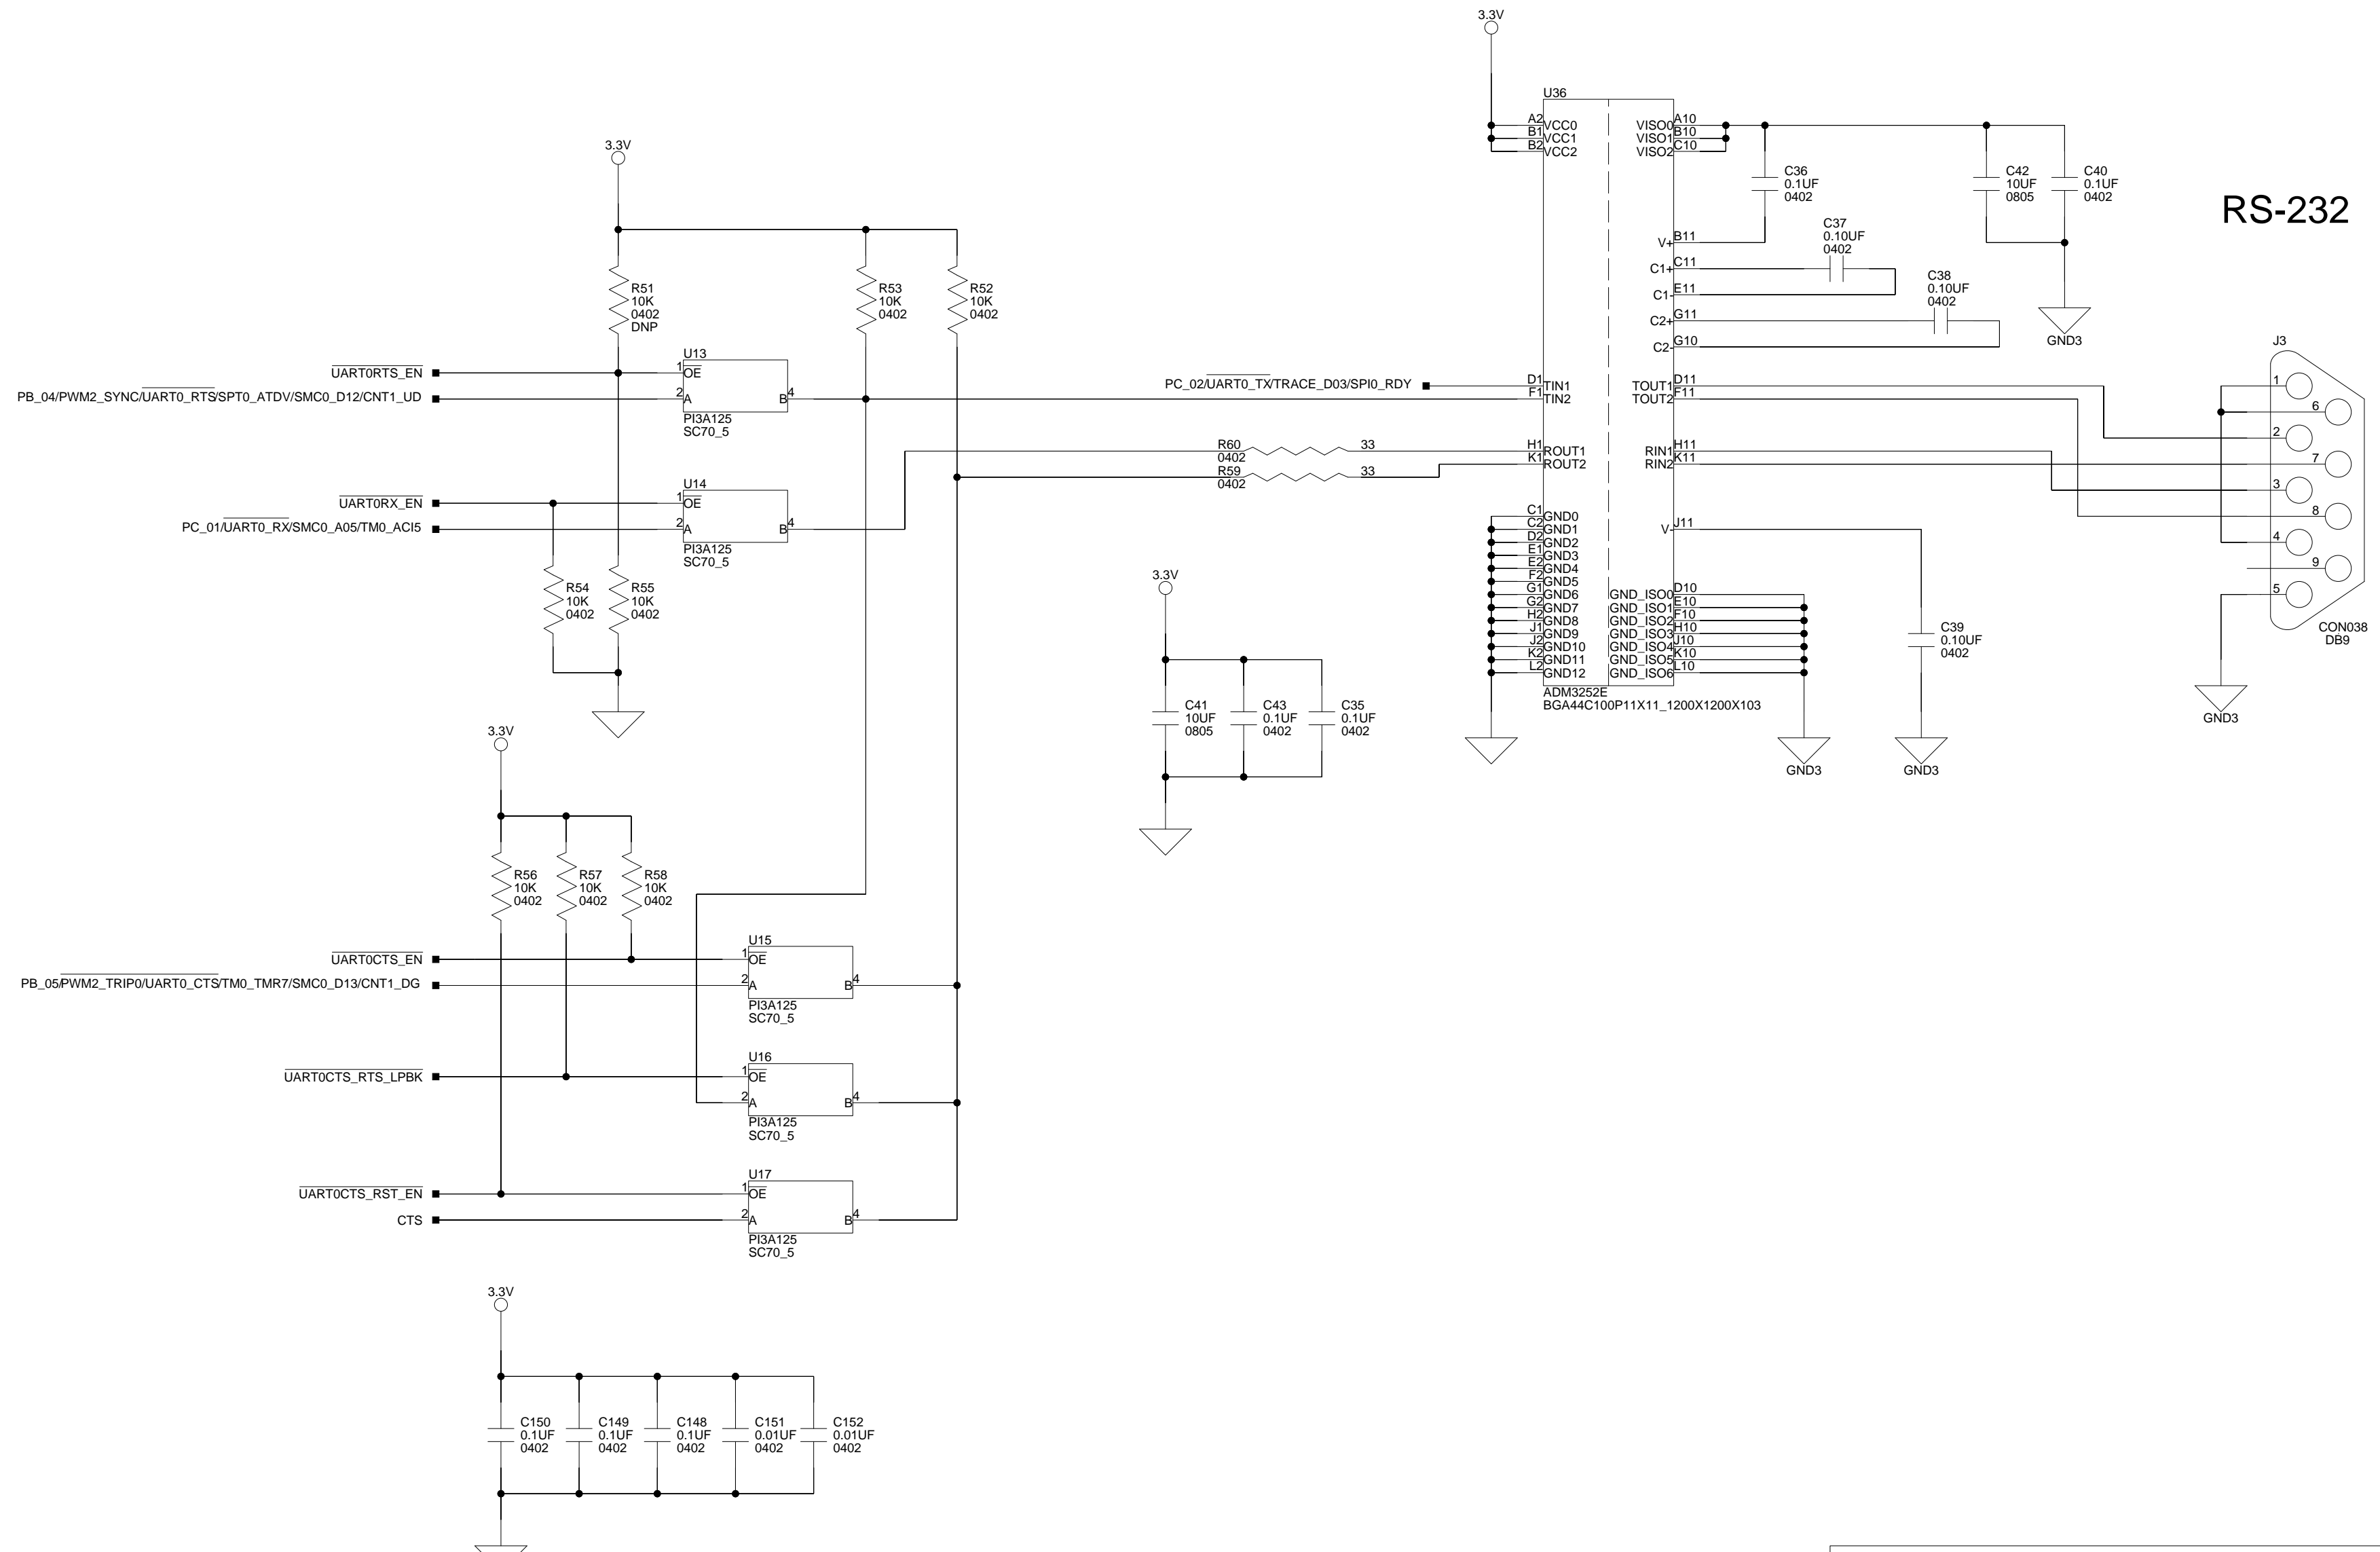 3.3V
U36
A2 VCC0 VISO0 A10
B1 VCC1 VISO1 B10
B2 VCC2 VISO2 C10
3.3V
C36
0.1UF
0402
C42
10UF
0805
C40
0.1UF
0402
RS-232
C37
0.10UF
0402
V+ B11
C1+ C11
C1- E11
C38
0.10UF
0402
C2+ G11
C2- G10
GND3
R51
10K
0402
DNP
R53
10K
0402
R52
10K
0402
J3
U13
UART0RTS_EN 1 OE
PB_04/PWM2_SYNC/UART0_RTS/SPT0_ATDV/SMC0_D12/CNT1_UD 2 A B 4
PI3A125
SC70_5
PC_02/UART0_TX/TRACE_D03/SPI0_RDY D1 TIN1 TOUT1 D11
F1 TIN2 TOUT2 F11
R60 33 H1 ROUT1 RIN1 H11
0402
R59 33 K1 ROUT2 RIN2 K11
0402
1
6
2
7
3
8
4
9
5
CON038
DB9
GND3
U14
UART0RX_EN 1 OE
PC_01/UART0_RX/SMC0_A05/TM0_ACI5 2 A B 4
PI3A125
SC70_5
R54
10K
0402
R55
10K
0402
C1 GND0
C2 GND1 V- J11
D2 GND2
E1 GND3
E2 GND4
F2 GND5
G1 GND6 GND_ISO0 D10
G2 GND7 GND_ISO1 E10
H2 GND8 GND_ISO2 F10
J1 GND9 GND_ISO3 H10
J2 GND10 GND_ISO4 J10
K2 GND11 GND_ISO5 K10
L2 GND12 GND_ISO6 L10
ADM3252E
BGA44C100P11X11_1200X1200X103
C39
0.10UF
0402
GND3
GND3
3.3V
C41
10UF
0805
C43
0.1UF
0402
C35
0.1UF
0402
3.3V
R56
10K
0402
R57
10K
0402
R58
10K
0402
U15
UART0CTS_EN 1 OE
PB_05/PWM2_TRIP0/UART0_CTS/TM0_TMR7/SMC0_D13/CNT1_DG 2 A B 4
PI3A125
SC70_5
U16
UART0CTS_RTS_LPBK 1 OE
2 A B 4
PI3A125
SC70_5
U17
UART0CTS_RST_EN 1 OE
CTS 2 A B 4
PI3A125
SC70_5
3.3V
C150
0.1UF
0402
C149
0.1UF
0402
C148
0.1UF
0402
C151
0.01UF
0402
C152
0.01UF
0402